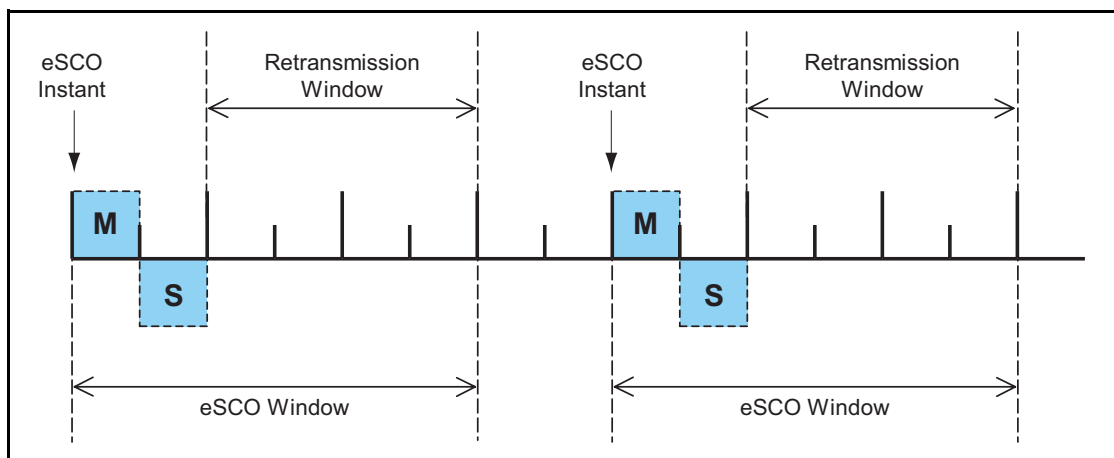 eSCO
Instant
Retransmission
Window
eSCO
Instant
Retransmission
Window
M
S
M
S
eSCO Window
eSCO Window